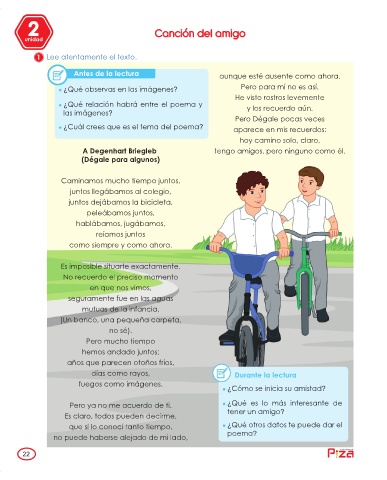 2
unidad
Canción del amigo
1 Lee atentamente el texto.
Antes de la lectura
• ¿Qué observas en las imágenes?
• ¿Qué relación habrá entre el poema y
las imágenes?
• ¿Cuál crees que es el tema del poema?
A Degenhart Briegleb
(Dégale para algunos)
Caminamos mucho tiempo juntos,
juntos llegábamos al colegio,
juntos dejábamos la bicicleta,
peleábamos juntos,
hablábamos, jugábamos,
reíamos juntos
como siempre y como ahora.
Es imposible situarte exactamente.
No recuerdo el preciso momento
en que nos vimos,
seguramente fue en las aguas
mutuas de la infancia.
(Un banco, una pequeña carpeta,
no sé).
Pero mucho tiempo
hemos andado juntos;
años que parecen otoños fríos,
días como rayos,
fuegos como imágenes.
Pero ya no me acuerdo de ti.
Es claro, todos pueden decirme,
que si lo conocí tanto tiempo,
no puede haberse alejado de mi lado,
aunque esté ausente como ahora.
Pero para mí no es así.
He visto rostros levemente
y los recuerdo aún.
Pero Dégale pocas veces
aparece en mis recuerdos;
hoy camino solo, claro,
tengo amigos, pero ninguno como él.
Durante la lectura
• ¿Cómo se inicia su amistad?
• ¿Qué es lo más interesante de
tener un amigo?
• ¿Qué otros datos te puede dar el
poema?
22
Piza